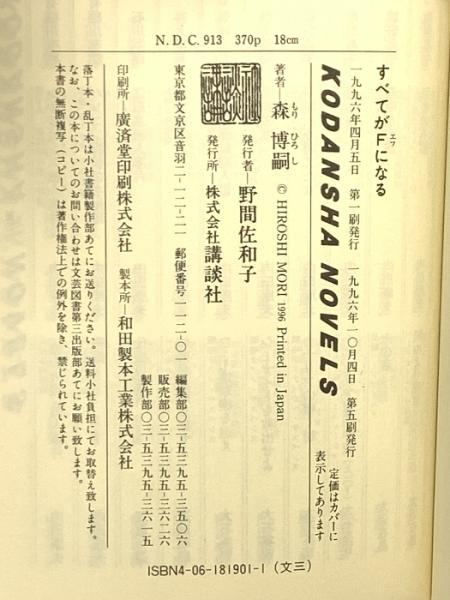 N.D.C.913 370p 18cm
すべてがFになる
エフ
一九九六年四月五日 第一刷発行 一九九六年一〇月四日 第五刷発行
KODANSHA NOVELS
定価はカバーに
表示してあります
著者—森 博嗣 © HIROSHI MORI 1996 Printed in Japan
もり ひろし
発行者—野間佐和子
発行所—株式会社講談社
東京都文京区音羽二-一二-二一 郵便番号一一二-〇一
編集部〇三-五三九五-三五〇六
販売部〇三-五三九五-三六二六
製作部〇三-五三九五-三六一五
印刷所—廣済堂印刷株式会社 製本所—和田製本工業株式会社
落丁本・乱丁本は小社書籍製作部あてにお送りください。送料小社負担にてお取替え致します。
なお、この本についてのお問い合わせは文芸図書第三出版部あてにお願い致します。
本書の無断複写（コピー）は著作権法上での例外を除き、禁じられています。
ISBN4-06-181901-1 (文三)